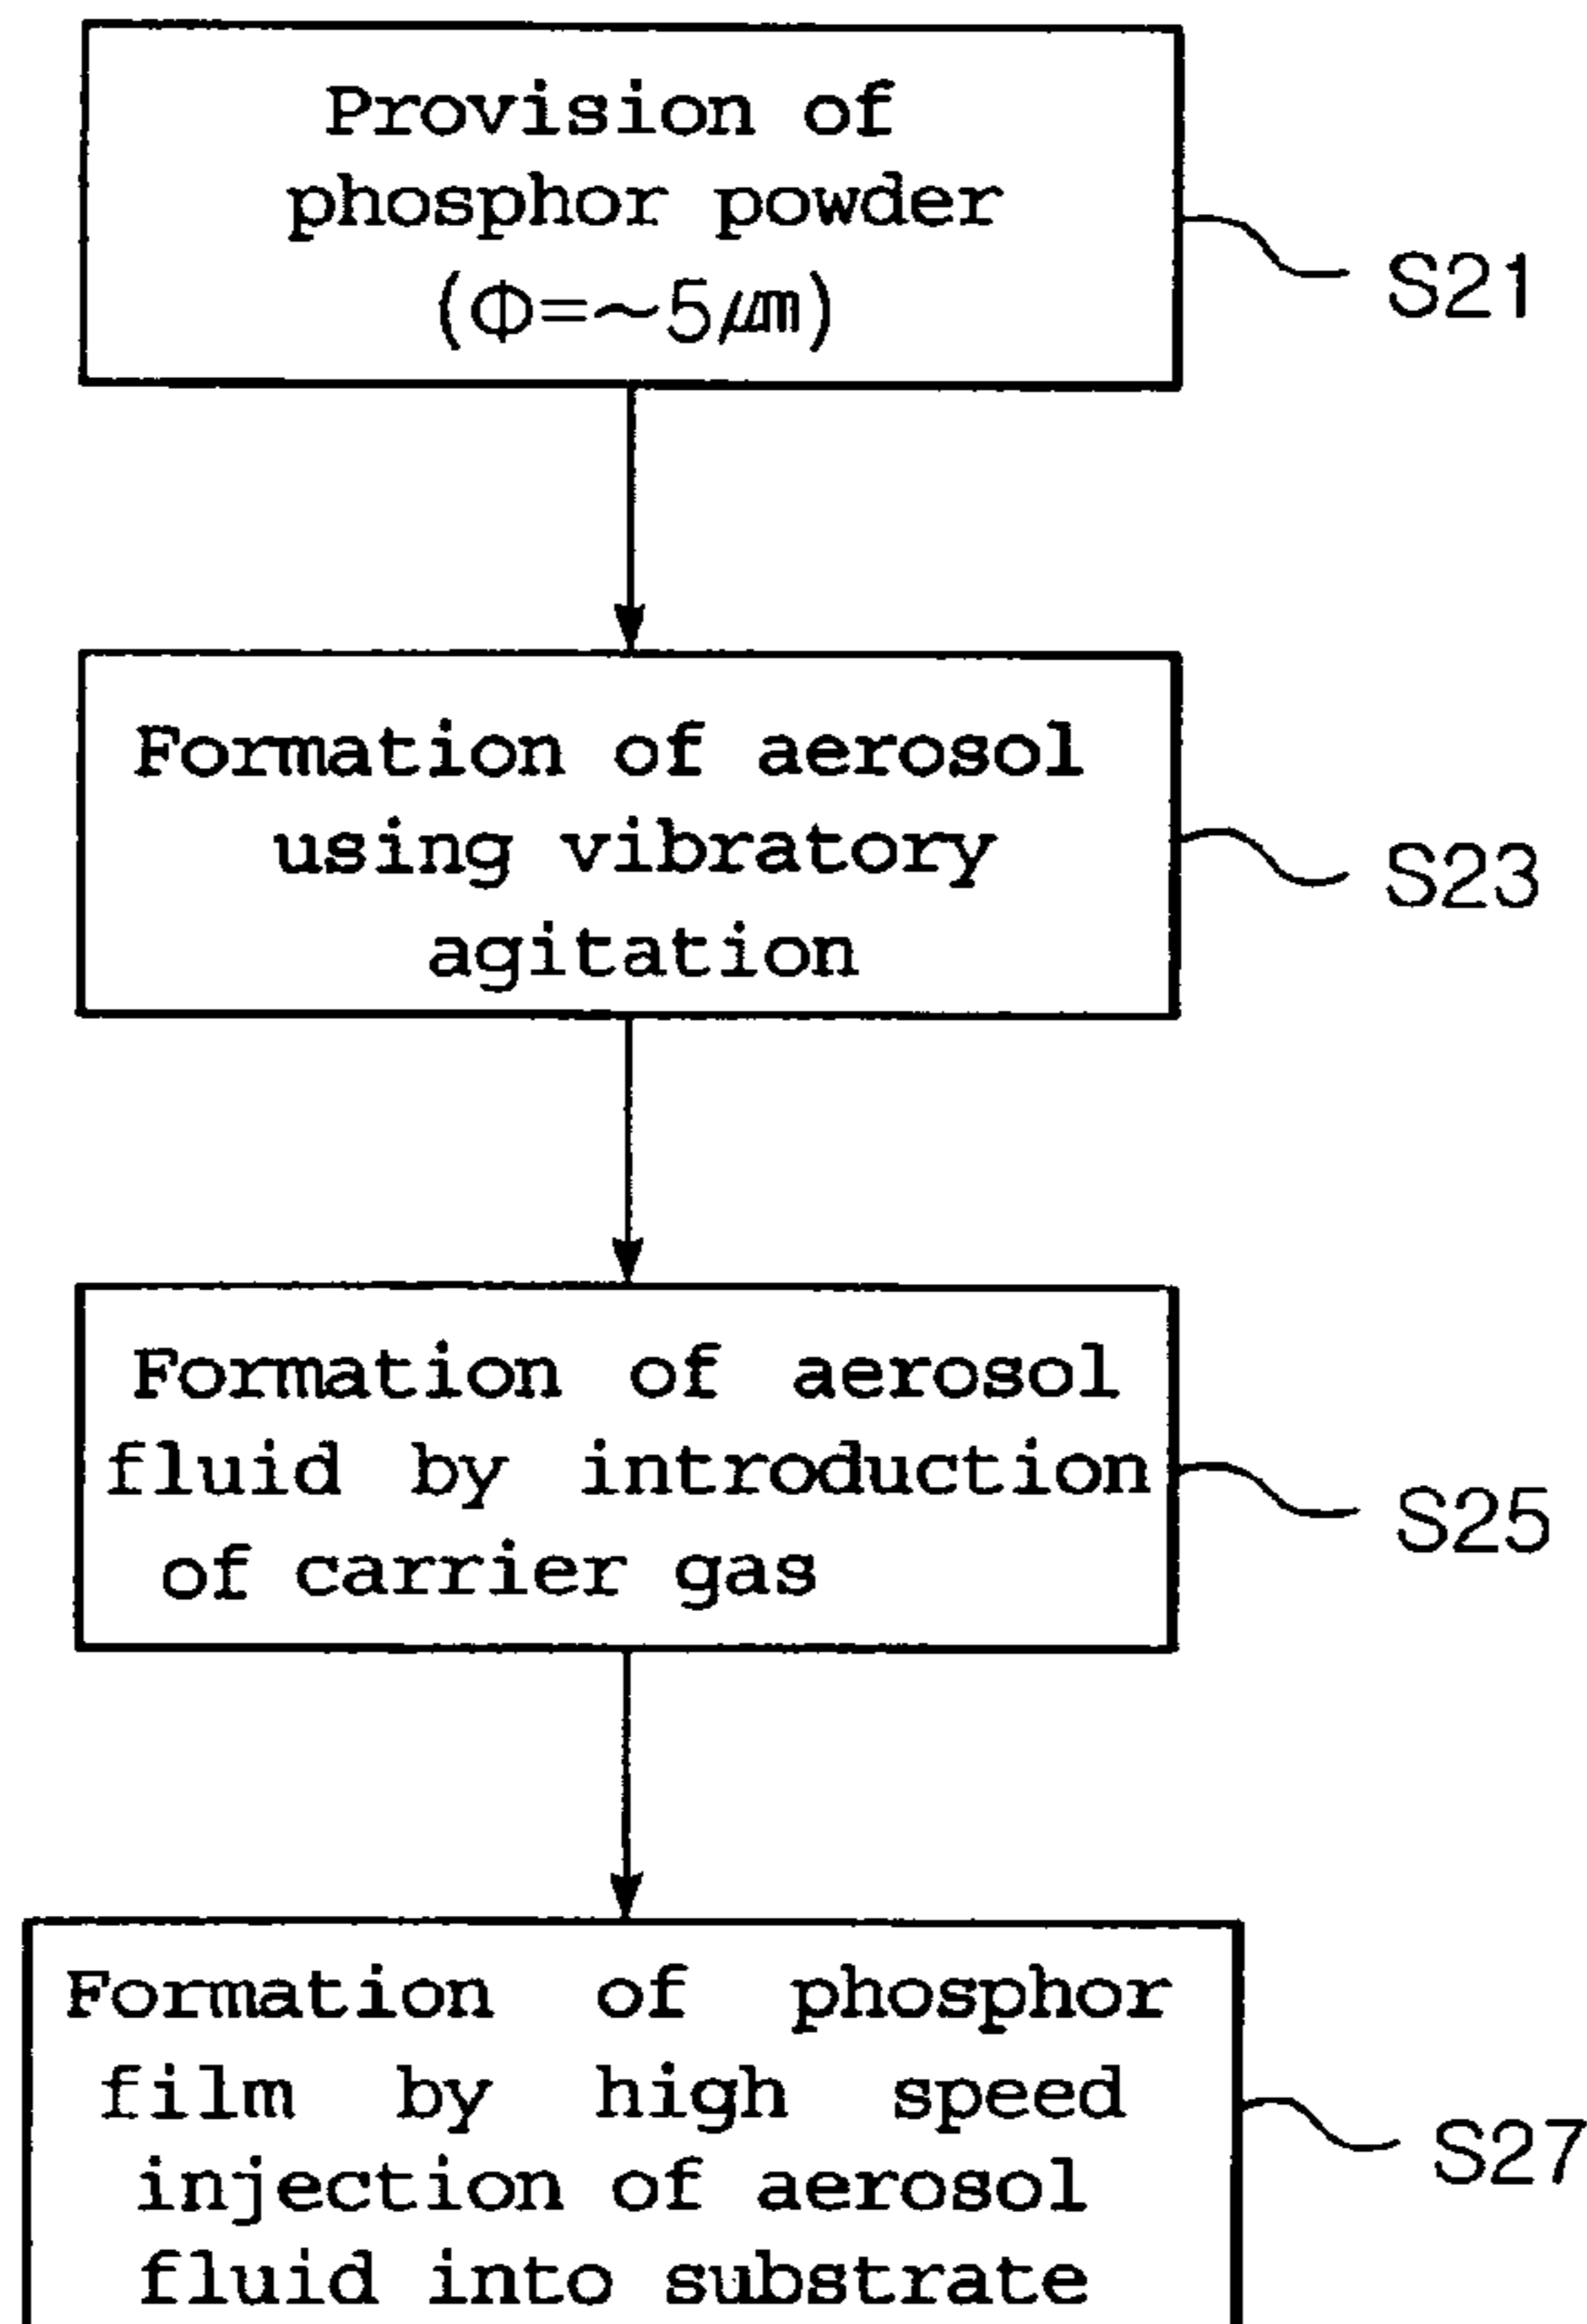 Provision of
phosphor powder
(Φ=~5㎛)
S21
Formation of aerosol
using vibratory
agitation
S23
Formation of aerosol
fluid by introduction
of carrier gas
S25
Formation of phosphor
film by high speed
injection of aerosol
fluid into substrate
S27